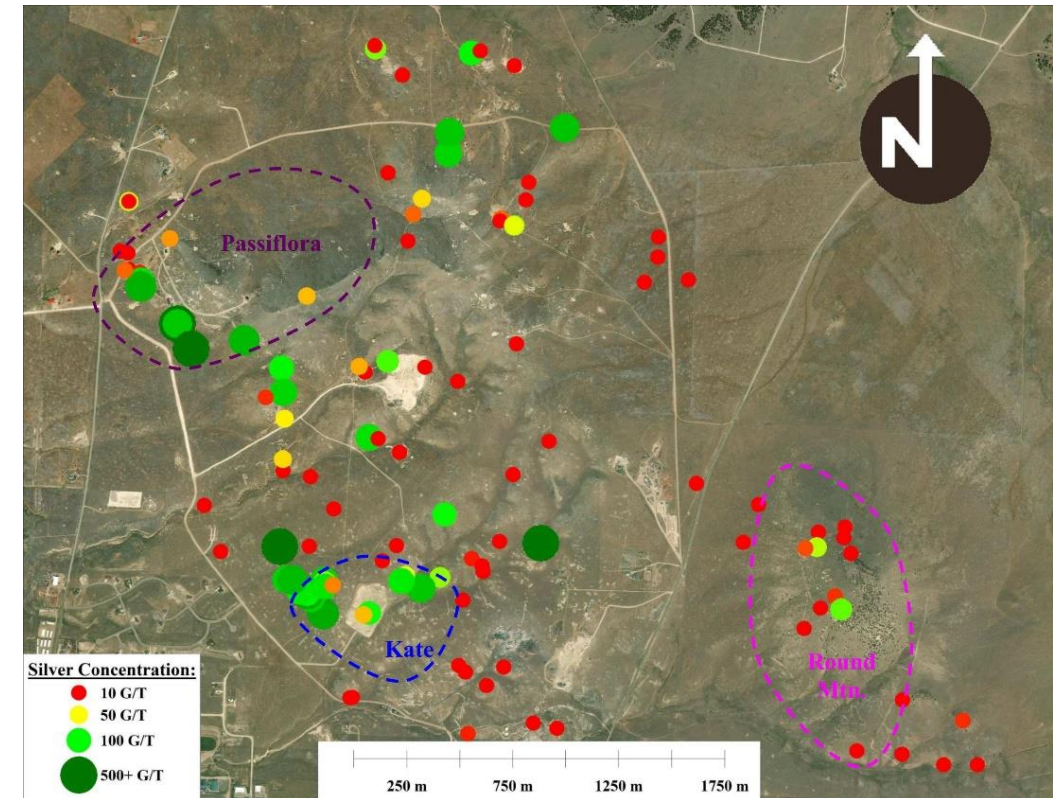 N
Passiflora
Kate
Round
Mtn.
Silver Concentration:
10 G/T
50 G/T
100 G/T
500+ G/T
250 m 750 m 1250 m 1750 m